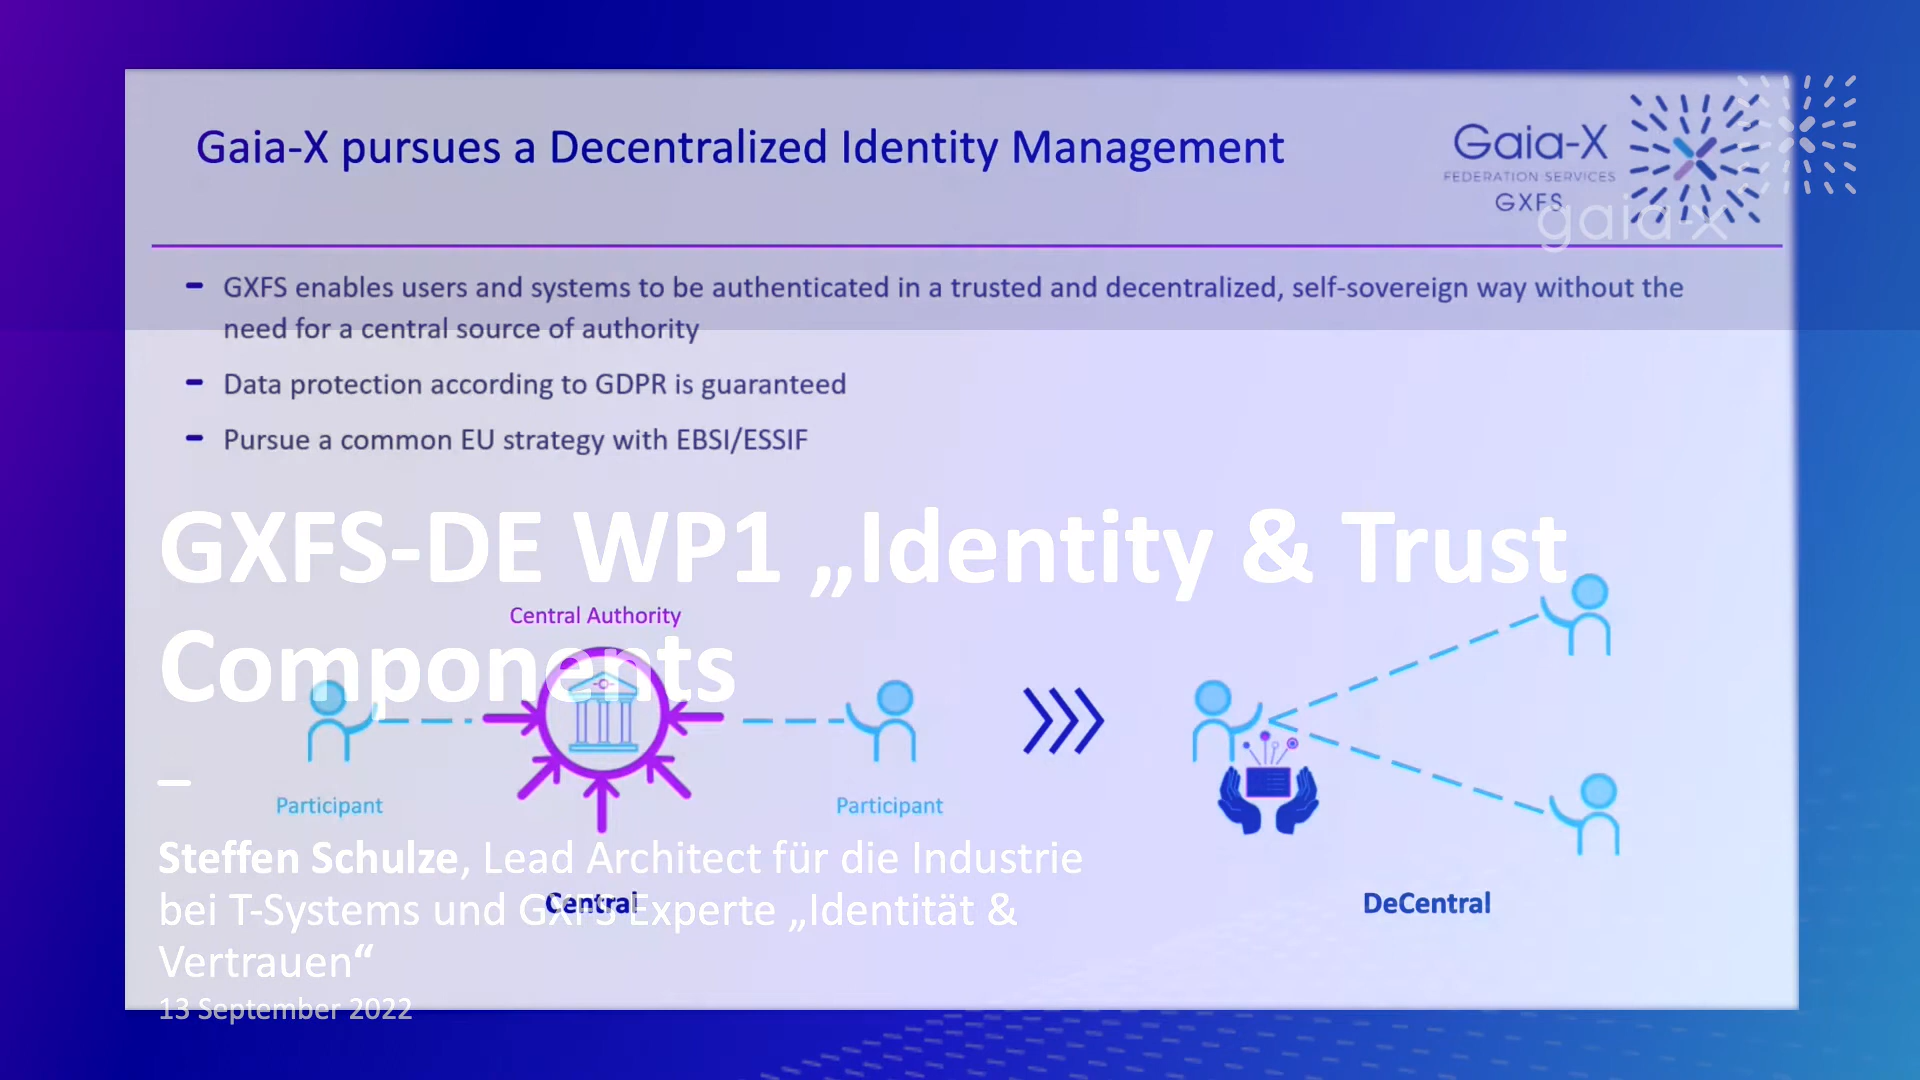 Gaia-X pursues a Decentralized Identity Management
Gaia-X
FEDERATION SERVICES
GXFS
gaia-x
– GXFS enables users and systems to be authenticated in a trusted and decentralized, self-sovereign way without the
need for a central source of authority
– Data protection according to GDPR is guaranteed
– Pursue a common EU strategy with EBSI/ESSIF
GXFS-DE WP1 „Identity & Trust
Components
–
Central Authority
Participant
Participant
Central
DeCentral
Steffen Schulze, Lead Architect für die Industrie
bei T-Systems und GXFS Experte „Identität &
Vertrauen“
13 September 2022